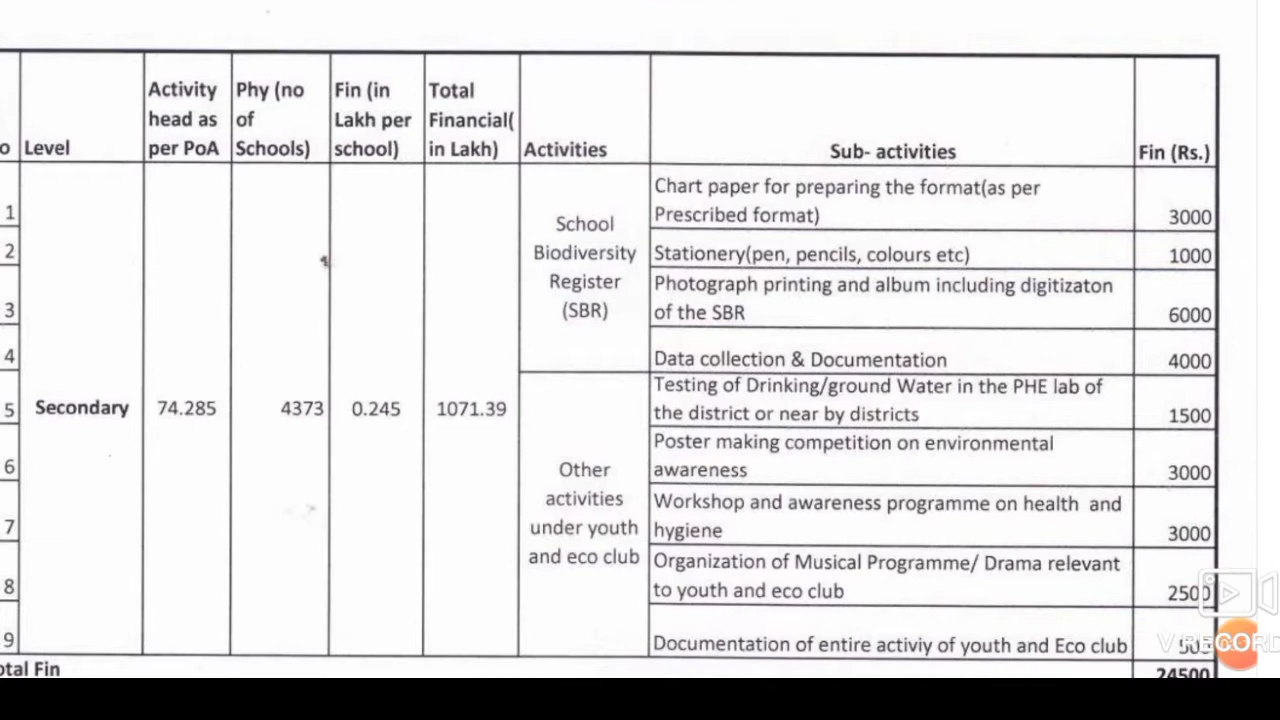 o Level Activity head as per PoA Phy (no of Schools) Fin (in Lakh per school) Total Financial( in Lakh) Activities Sub- activities Fin (Rs.)
School Biodiversity Register (SBR)
1 Chart paper for preparing the format(as per
Prescribed format) 3000
2 Stationery(pen, pencils, colours etc) 1000
3 Photograph printing and album including digitizaton
of the SBR 6000
4 Data collection & Documentation 4000
Secondary 74.285 4373 0.245 1071.39
Other activities under youth and eco club
5 Testing of Drinking/ground Water in the PHE lab of
the district or near by districts 1500
6 Poster making competition on environmental
awareness 3000
7 Workshop and awareness programme on health and
hygiene 3000
8 Organization of Musical Programme/ Drama relevant
to youth and eco club 2500
9 Documentation of entire activiy of youth and Eco club
otal Fin 24500
RECORD